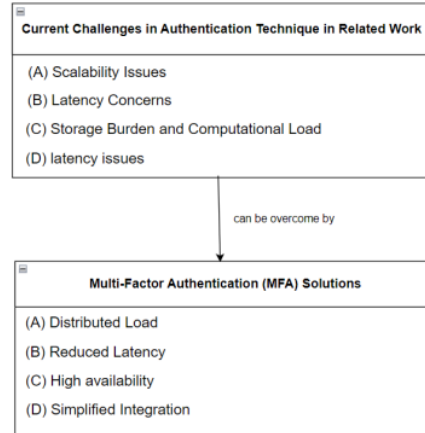 Current Challenges in Authentication Technique in Related Work
(A) Scalability Issues
(B) Latency Concerns
(C) Storage Burden and Computational Load
(D) latency issues
can be overcome by
Multi-Factor Authentication (MFA) Solutions
(A) Distributed Load
(B) Reduced Latency
(C) High availability
(D) Simplified Integration